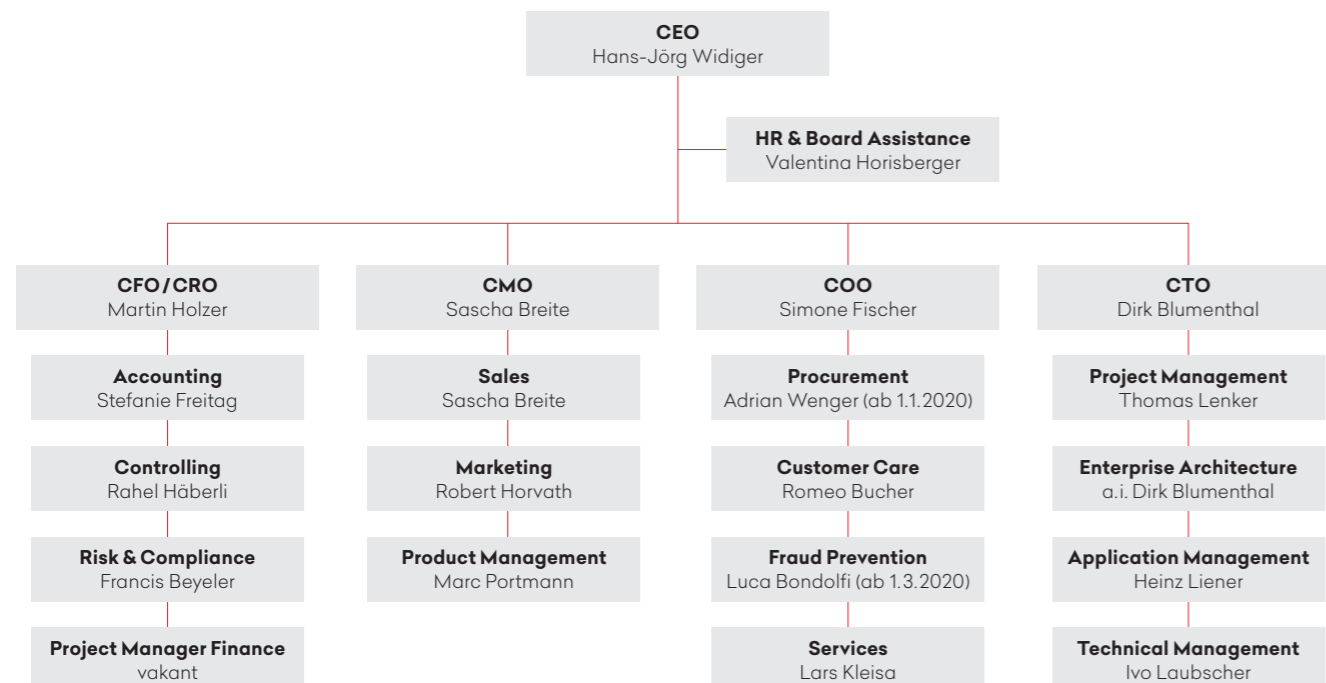 CEO
Hans-Jörg Widiger
HR & Board Assistance
Valentina Horisberger
CFO/CRO
Martin Holzer
CMO
Sascha Breite
COO
Simone Fischer
CTO
Dirk Blumenthal
Accounting
Stefanie Freitag
Sales
Sascha Breite
Procurement
Adrian Wenger (ab 1.1.2020)
Project Management
Thomas Lenker
Controlling
Rahel Häberli
Marketing
Robert Horvath
Customer Care
Romeo Bucher
Enterprise Architecture
a.i. Dirk Blumenthal
Risk & Compliance
Francis Beyeler
Product Management
Marc Portmann
Fraud Prevention
Luca Bondolfi (ab 1.3.2020)
Application Management
Heinz Liener
Project Manager Finance
vakant
Services
Lars Kleisa
Technical Management
Ivo Laubscher